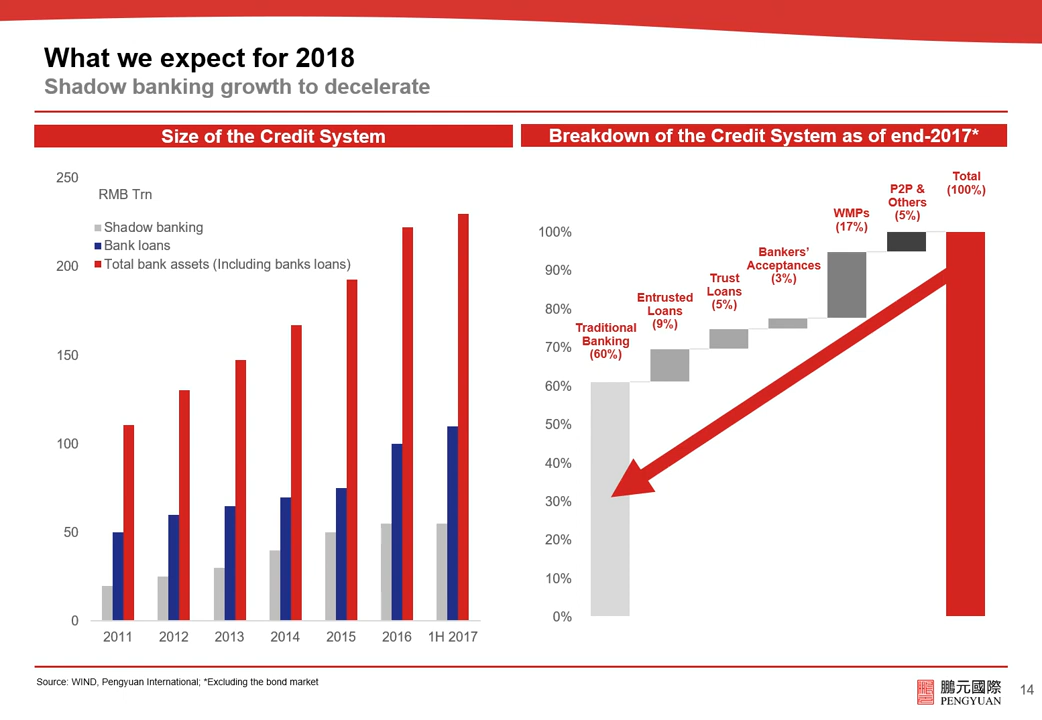 What we expect for 2018
Shadow banking growth to decelerate
Size of the Credit System
250
RMB Trn
Shadow banking
Bank loans
Total bank assets (Including banks loans)
200
150
100
50
0
2011 2012 2013 2014 2015 2016 1H 2017
Breakdown of the Credit System as of end-2017*
Traditional
Banking
(60%)
Entrusted
Loans
(9%)
Trust
Loans
(5%)
Bankers’
Acceptances
(3%)
WMPs
(17%)
P2P &
Others
(5%)
Total
(100%)
100%
90%
80%
70%
60%
50%
40%
30%
20%
10%
0%
Source: WIND, Pengyuan International; *Excluding the bond market
鵬元國際
PENGYUAN
14